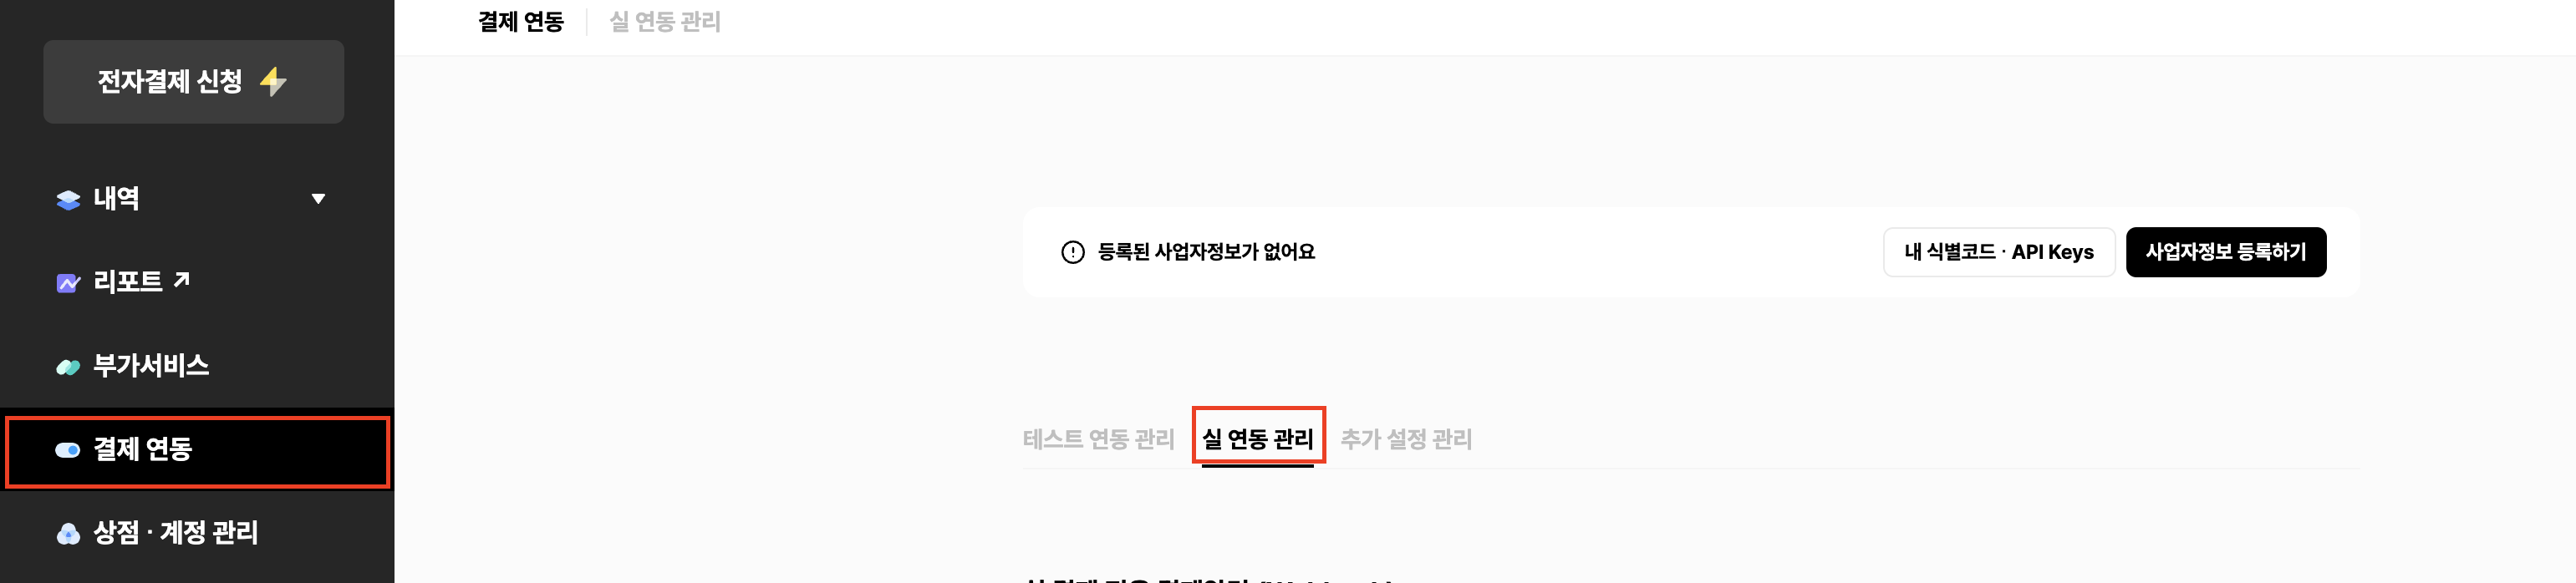 결제 연동
실 연동 관리
전자결제 신청
내역
리포트
부가서비스
결제 연동
상점 · 계정 관리
등록된 사업자정보가 없어요
내 식별코드 · API Keys
사업자정보 등록하기
테스트 연동 관리
실 연동 관리
추가 설정 관리